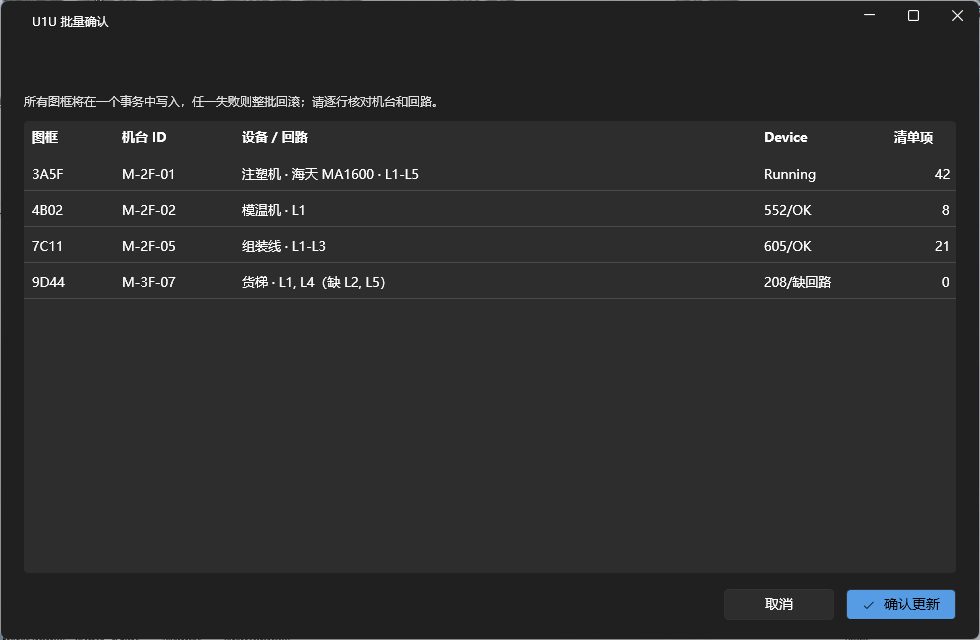 U1U 批量确认
所有图框将在一个事务中写入，任一失败则整批回滚；请逐行核对机台和回路。
图框 机台 ID 设备 / 回路 Device 清单项
3A5F M-2F-01 注塑机 · 海天 MA1600 · L1-L5 Running 42
4B02 M-2F-02 模温机 · L1 552/OK 8
7C11 M-2F-05 组装线 · L1-L3 605/OK 21
9D44 M-3F-07 货梯 · L1, L4（缺 L2, L5） 208/缺回路 0
取消 确认更新